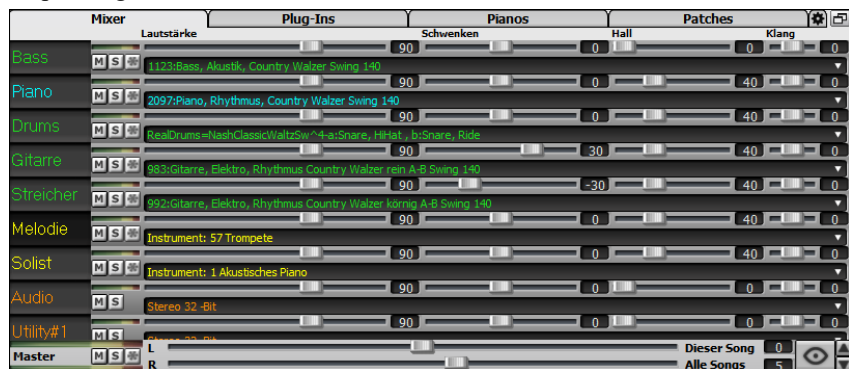 Mixer Plug-Ins Pianos Patches
Lautstärke Schwenken Hall Klang
Bass M S 90 0 0 0
1123:Bass, Akustik, Country Walzer Swing 140
Piano M S 90 0 40 0
2097:Piano, Rhythmus, Country Walzer Swing 140
Drums M S 90 0 40 0
RealDrums=NashClassicWaltzSw^4-a:Snare, HiHat , b:Snare, Ride
Gitarre M S 90 30 40 0
983:Gitarre, Elektro, Rhythmus Country Walzer rein A-B Swing 140
Streicher M S 90 -30 40 0
992:Gitarre, Elektro, Rhythmus Country Walzer körnig A-B Swing 140
Melodie M S 90 0 40 0
Instrument: 57 Trompete
Solist M S 90 0 40 0
Instrument: 1 Akustisches Piano
Audio M S 90 0 0 0
Stereo 32 -Bit
Utility#1 M S 90 0 0 0
Stereo 32 -Bit
Master M S L Dieser Song 0
R Alle Songs 5